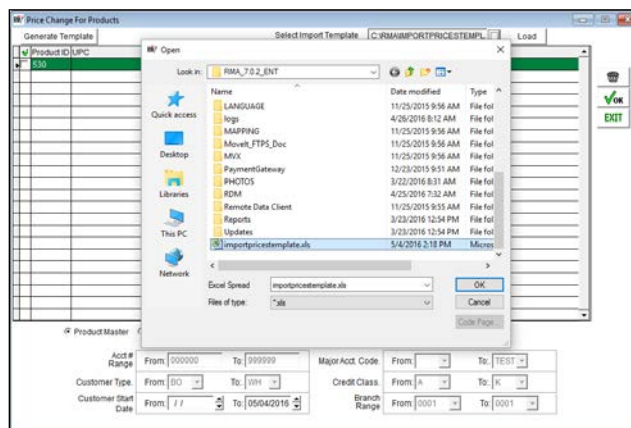 Price Change For Products
Generate Template
Select Import Template C:\RMA\IMPORTPRICESTEMPL
Load
Product ID UPC
530
OK
EXIT
Open
Look in: RMA_7.0.2_ENT
Name Date modified Type
Quick access
Desktop
Libraries
This PC
Network
LANGUAGE 11/25/2015 9:56 AM File fol
logs 4/26/2016 8:12 AM File fol
MAPPING 11/25/2015 9:56 AM File fol
MoveIt_FTPS_Doc 11/25/2015 9:56 AM File fol
MVX 11/25/2015 9:56 AM File fol
PaymentGateway 12/23/2015 9:51 AM File fol
PHOTOS 3/22/2016 8:31 AM File fol
RDM 4/25/2016 7:32 AM File fol
Remote Data Client 11/25/2015 9:55 AM File fol
Reports 3/23/2016 12:54 PM File fol
Updates 3/23/2016 12:54 PM File fol
importpricestemplate.xls 5/4/2016 2:18 PM Micros
Excel Spread importpricestemplate.xls OK
Files of type: *.xls Cancel
Code Page...
Product Master
Acct # Range From: 000000 To: 999999 Major Acct. Code. From: To: TEST
Customer Type. From: BO To: WH Credit Class. From: A To: K
Customer Start Date From: / / To: 05/04/2016 Branch Range From: 0001 To: 0001